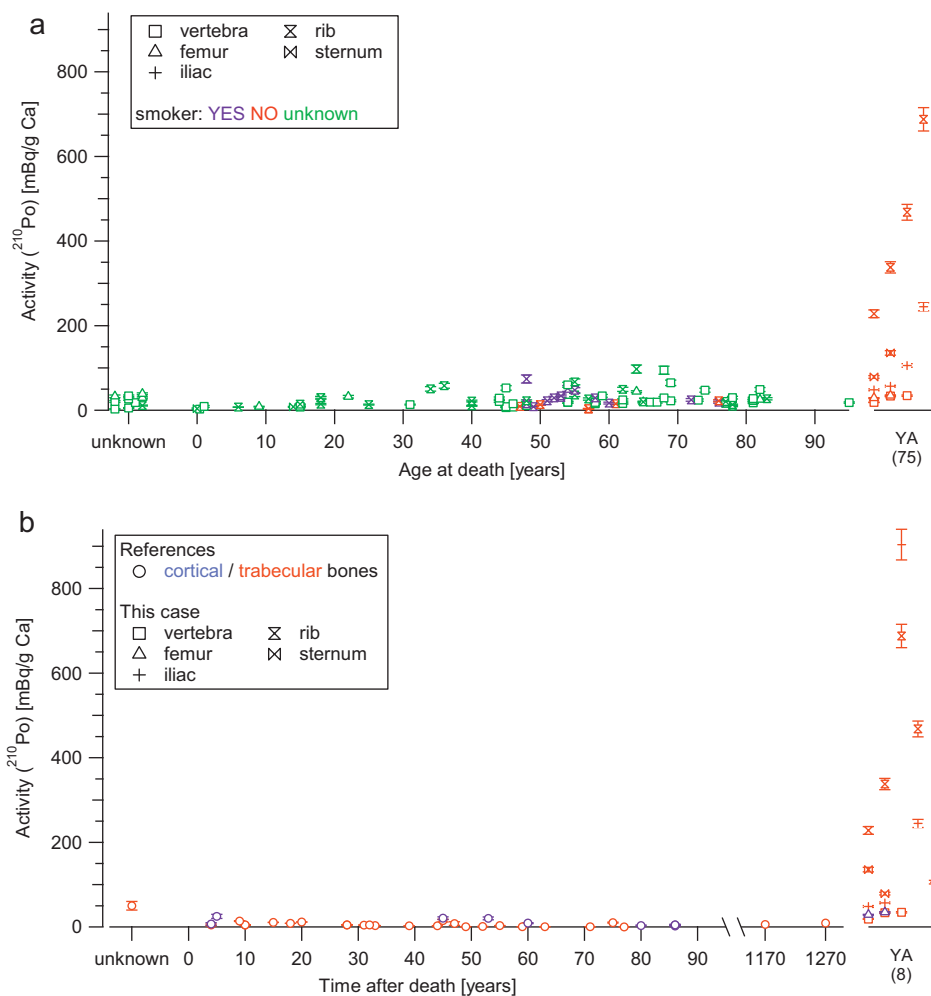 a
vertebra rib
femur sternum
iliac
smoker: YES NO unknown
Activity (²¹⁰Po) [mBq/g Ca]
800
600
400
200
0
unknown 0 10 20 30 40 50 60 70 80 90 YA
(75)
Age at death [years]
b
References
cortical / trabecular bones
This case
vertebra rib
femur sternum
iliac
Activity (²¹⁰Po) [mBq/g Ca]
800
600
400
200
0
unknown 0 10 20 30 40 50 60 70 80 90 1170 1270 YA
(8)
Time after death [years]